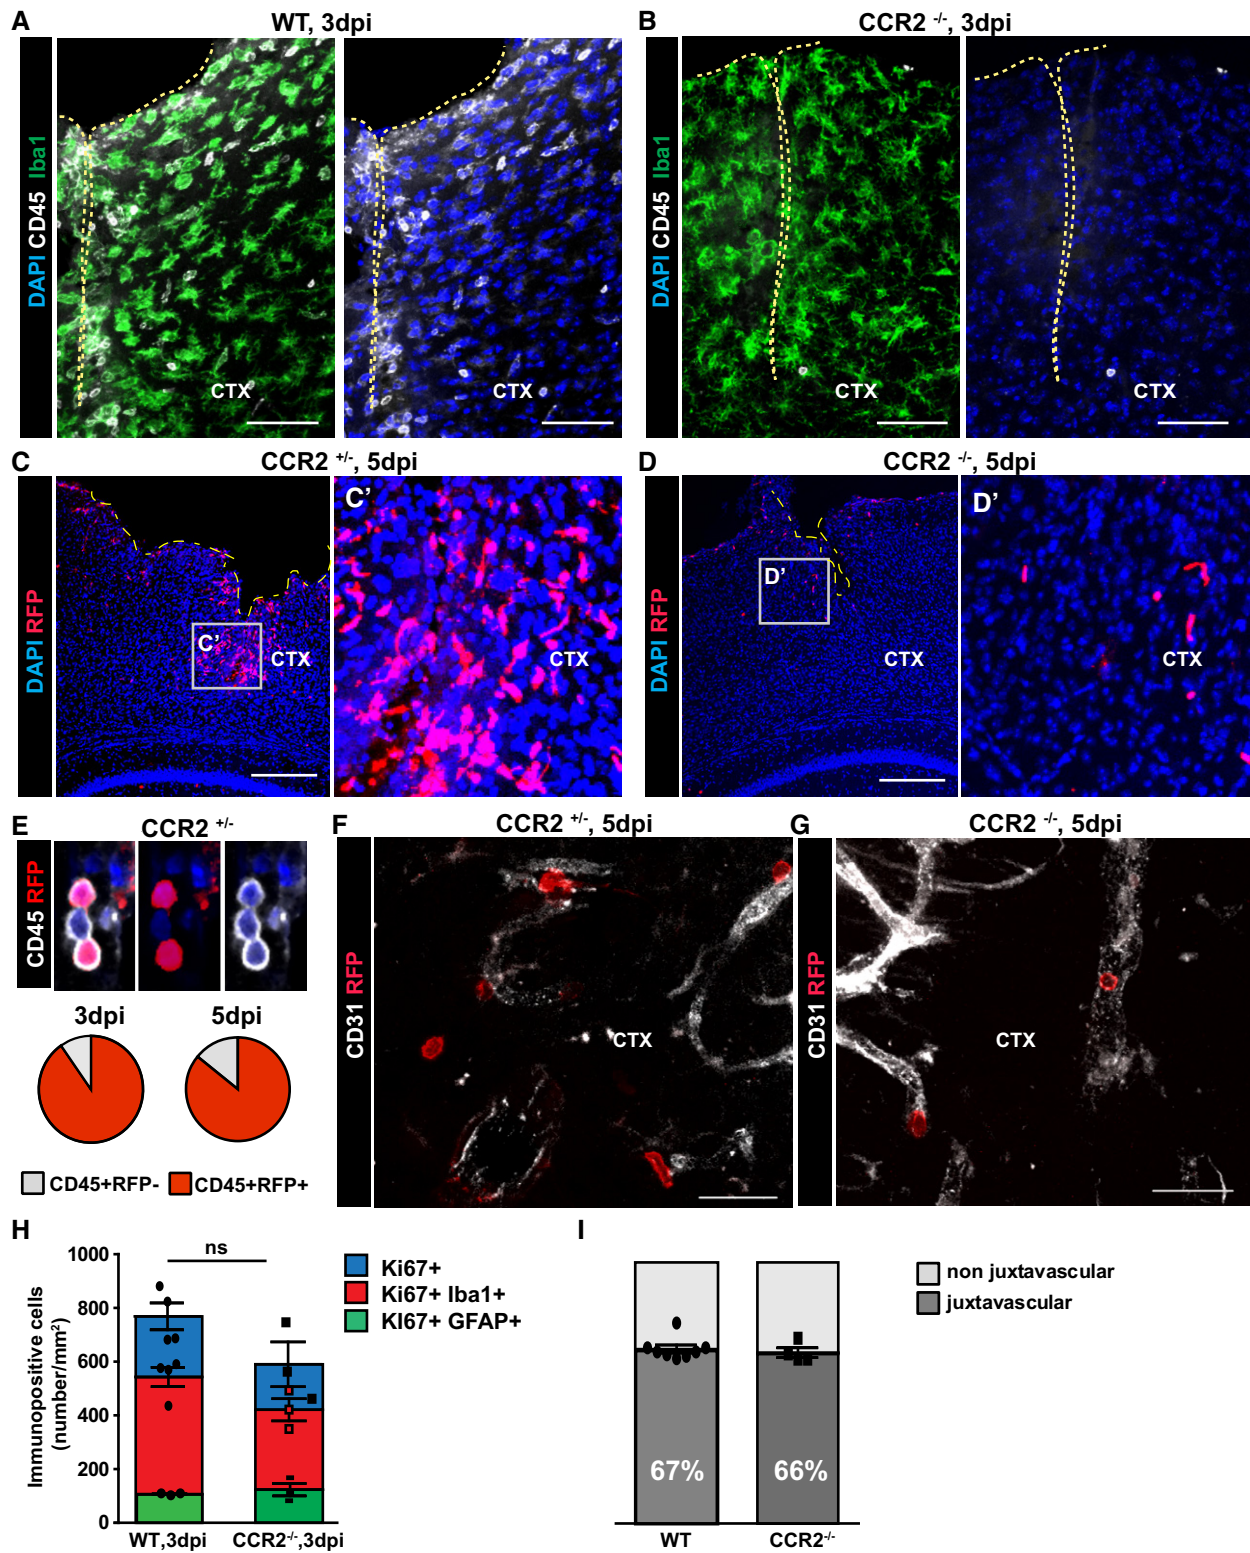 A
WT, 3dpi
B
CCR2 -/-, 3dpi
DAPI CD45 Iba1
CTX
CTX
DAPI CD45 Iba1
CTX
CTX
C
CCR2 +/-, 5dpi
D
CCR2 -/-, 5dpi
DAPI RFP
C'
CTX
C'
CTX
DAPI RFP
D'
CTX
D'
CTX
E
CCR2 +/-
CD45 RFP
3dpi
5dpi
CD45+RFP-
CD45+RFP+
F
CCR2 +/-, 5dpi
CD31 RFP
CTX
G
CCR2 -/-, 5dpi
CD31 RFP
CTX
H
ns
Immunopositive cells
(number/mm2)
1000
800
600
400
200
0
WT,3dpi
CCR2-/-,3dpi
Ki67+
Ki67+ Iba1+
KI67+ GFAP+
I
67%
66%
WT
CCR2-/-
non juxtavascular
juxtavascular